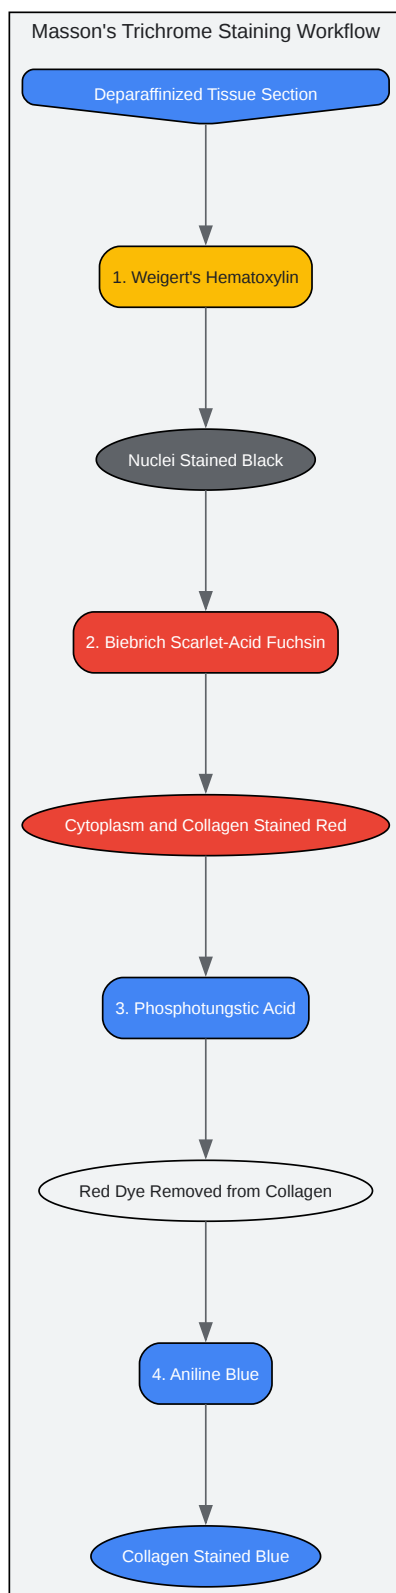 Masson's Trichrome Staining Workflow
Deparaffinized Tissue Section
1. Weigert's Hematoxylin
Nuclei Stained Black
2. Biebrich Scarlet-Acid Fuchsin
Cytoplasm and Collagen Stained Red
3. Phosphotungstic Acid
Red Dye Removed from Collagen
4. Aniline Blue
Collagen Stained Blue